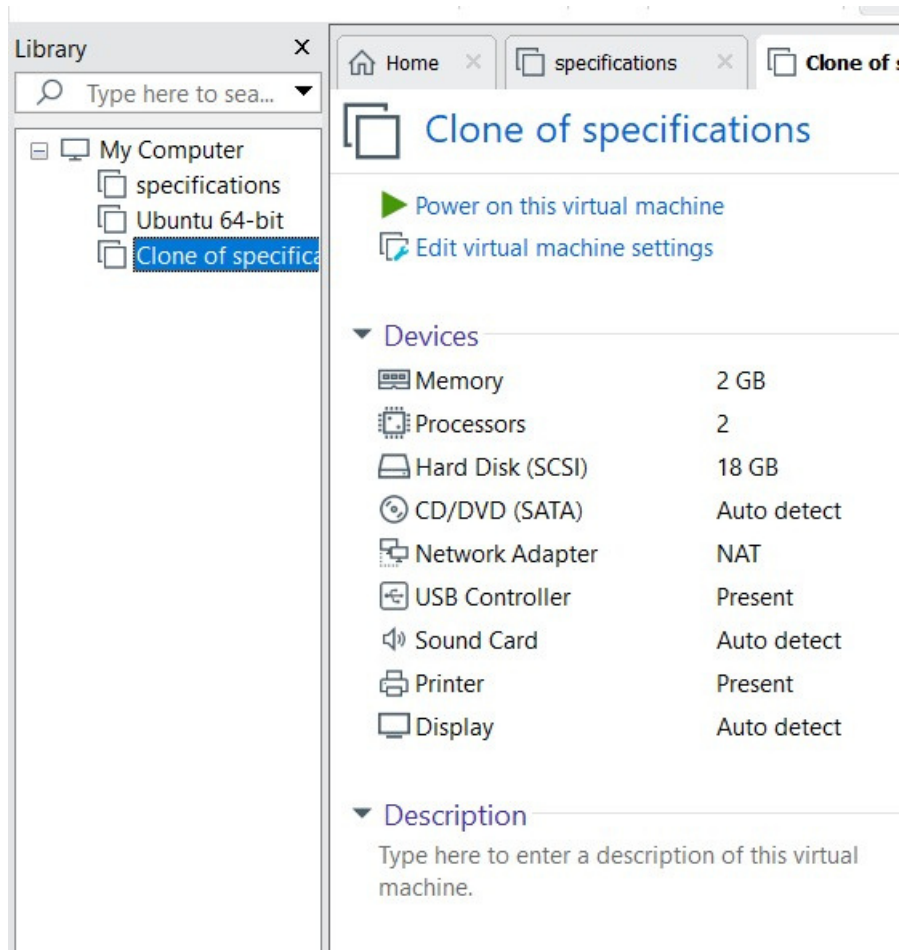 Library
Type here to sea...
My Computer
specifications
Ubuntu 64-bit
Clone of specifica
Home
specifications
Clone of s
Clone of specifications
Power on this virtual machine
Edit virtual machine settings
Devices
Memory 2 GB
Processors 2
Hard Disk (SCSI) 18 GB
CD/DVD (SATA) Auto detect
Network Adapter NAT
USB Controller Present
Sound Card Auto detect
Printer Present
Display Auto detect
Description
Type here to enter a description of this virtual
machine.